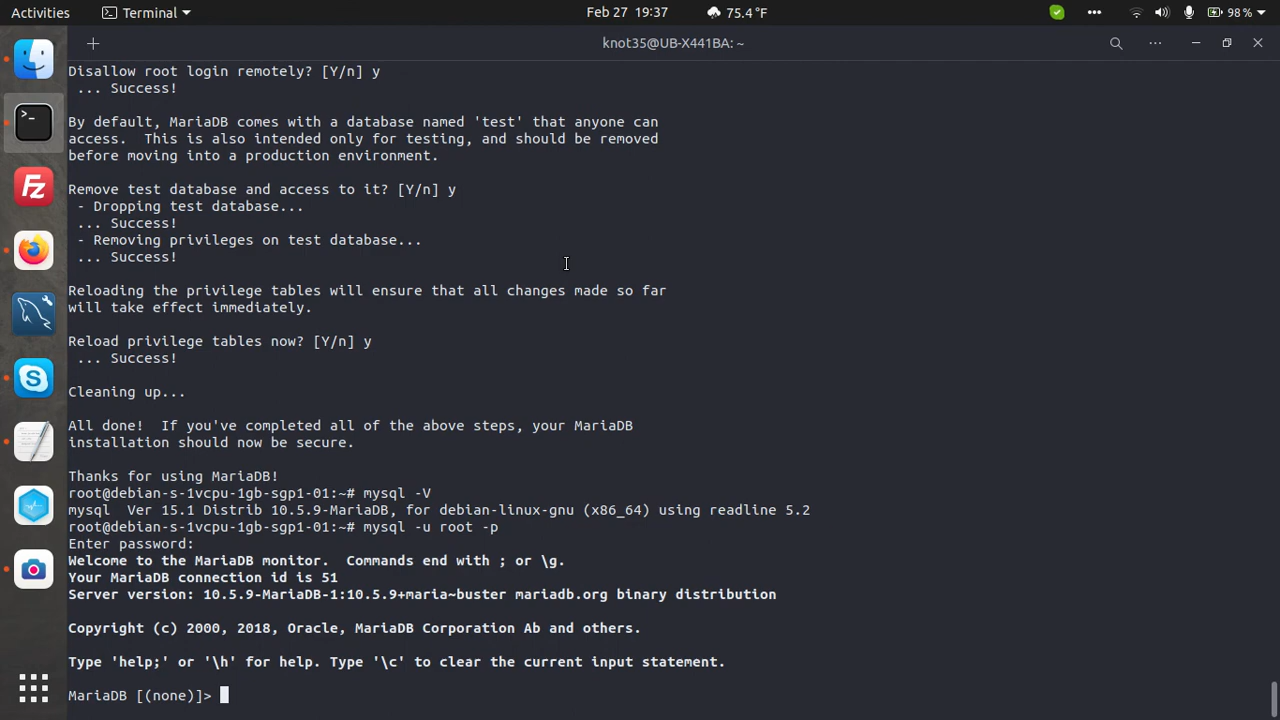 Activities
Terminal
Feb 27 19:37
75.4 °F
98 %
knot35@UB-X441BA: ~
Disallow root login remotely? [Y/n] y
... Success!
By default, MariaDB comes with a database named 'test' that anyone can
access.  This is also intended only for testing, and should be removed
before moving into a production environment.
Remove test database and access to it? [Y/n] y
- Dropping test database...
... Success!
- Removing privileges on test database...
... Success!
Reloading the privilege tables will ensure that all changes made so far
will take effect immediately.
Reload privilege tables now? [Y/n] y
... Success!
Cleaning up...
All done!  If you've completed all of the above steps, your MariaDB
installation should now be secure.
Thanks for using MariaDB!
root@debian-s-1vcpu-1gb-sgp1-01:~# mysql -V
mysql  Ver 15.1 Distrib 10.5.9-MariaDB, for debian-linux-gnu (x86_64) using readline 5.2
root@debian-s-1vcpu-1gb-sgp1-01:~# mysql -u root -p
Enter password:
Welcome to the MariaDB monitor.  Commands end with ; or \g.
Your MariaDB connection id is 51
Server version: 10.5.9-MariaDB-1:10.5.9+maria~buster mariadb.org binary distribution
Copyright (c) 2000, 2018, Oracle, MariaDB Corporation Ab and others.
Type 'help;' or '\h' for help. Type '\c' to clear the current input statement.
MariaDB [(none)]>